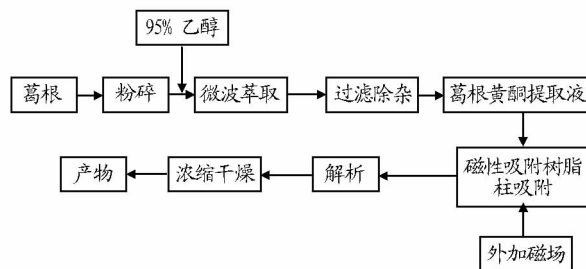 95% 乙醇
葛根
粉碎
微波萃取
过滤除杂
葛根黄酮提取液
产物
浓缩干燥
解析
磁性吸附树脂
柱吸附
外加磁场